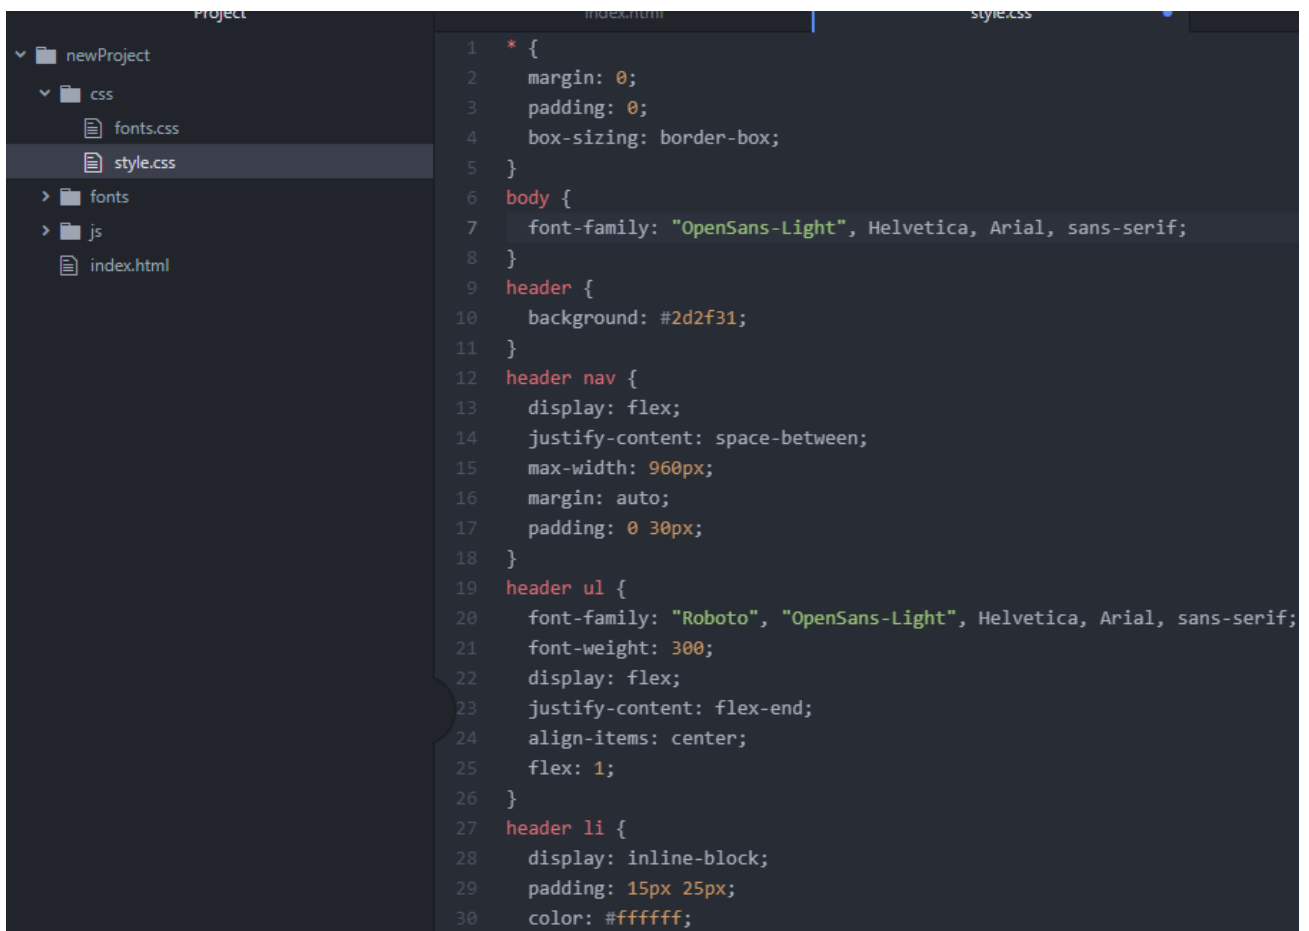 Project
newProject
css
fonts.css
style.css
fonts
js
index.html
index.html
style.css
1 * {
2 margin: 0;
3 padding: 0;
4 box-sizing: border-box;
5 }
6 body {
7 font-family: "OpenSans-Light", Helvetica, Arial, sans-serif;
8 }
9 header {
10 background: #2d2f31;
11 }
12 header nav {
13 display: flex;
14 justify-content: space-between;
15 max-width: 960px;
16 margin: auto;
17 padding: 0 30px;
18 }
19 header ul {
20 font-family: "Roboto", "OpenSans-Light", Helvetica, Arial, sans-serif;
21 font-weight: 300;
22 display: flex;
23 justify-content: flex-end;
24 align-items: center;
25 flex: 1;
26 }
27 header li {
28 display: inline-block;
29 padding: 15px 25px;
30 color: #ffffff;